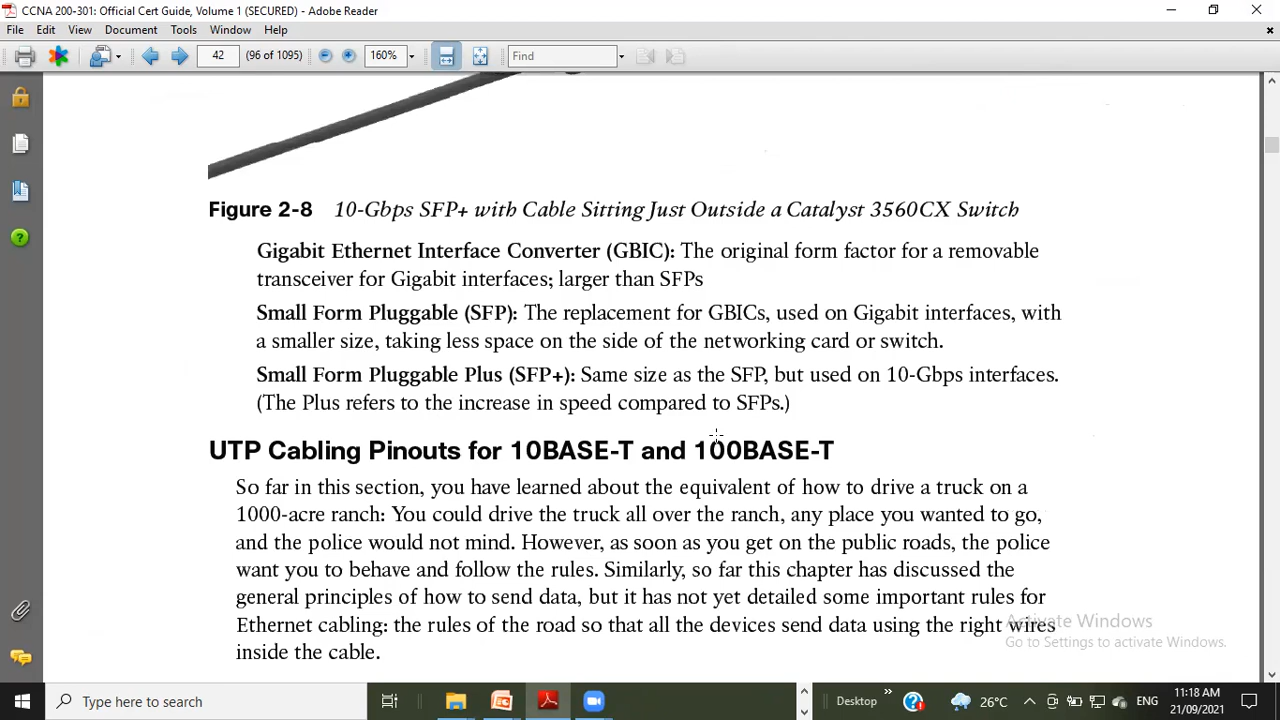 CCNA 200-301: Official Cert Guide, Volume 1 (SECURED) - Adobe Reader
File Edit View Document Tools Window Help
42 (96 of 1095) 160% Find
Figure 2-8 10-Gbps SFP+ with Cable Sitting Just Outside a Catalyst 3560CX Switch
Gigabit Ethernet Interface Converter (GBIC): The original form factor for a removable
transceiver for Gigabit interfaces; larger than SFPs
Small Form Pluggable (SFP): The replacement for GBICs, used on Gigabit interfaces, with
a smaller size, taking less space on the side of the networking card or switch.
Small Form Pluggable Plus (SFP+): Same size as the SFP, but used on 10-Gbps interfaces.
(The Plus refers to the increase in speed compared to SFPs.)
UTP Cabling Pinouts for 10BASE-T and 100BASE-T
So far in this section, you have learned about the equivalent of how to drive a truck on a
1000-acre ranch: You could drive the truck all over the ranch, any place you wanted to go,
and the police would not mind. However, as soon as you get on the public roads, the police
want you to behave and follow the rules. Similarly, so far this chapter has discussed the
general principles of how to send data, but it has not yet detailed some important rules for
Ethernet cabling: the rules of the road so that all the devices send data using the right wires
inside the cable.
Activate Windows
Go to Settings to activate Windows.
Type here to search
Desktop
26°C
ENG
11:18 AM
21/09/2021